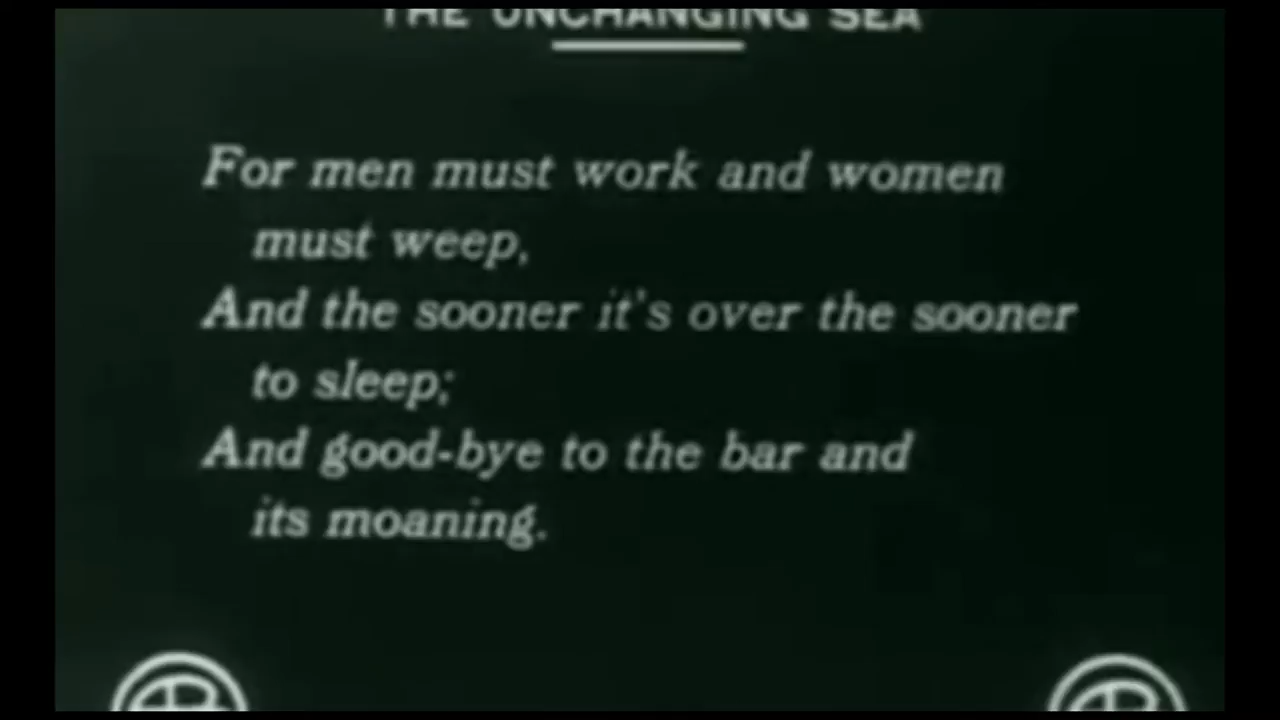 THE UNCHANGING SEA
For men must work and women
must weep,
And the sooner it's over the sooner
to sleep;
And good-bye to the bar and
its moaning.